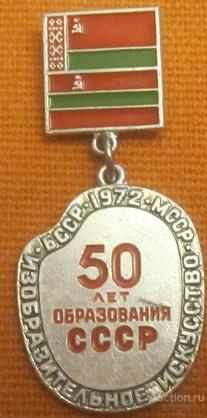 БССР · 1972 · МССР ·
ИЗОБРАЗИТЕЛЬНОЕ ИСКУССТВО
50
ЛЕТ
ОБРАЗОВАНИЯ
СССР